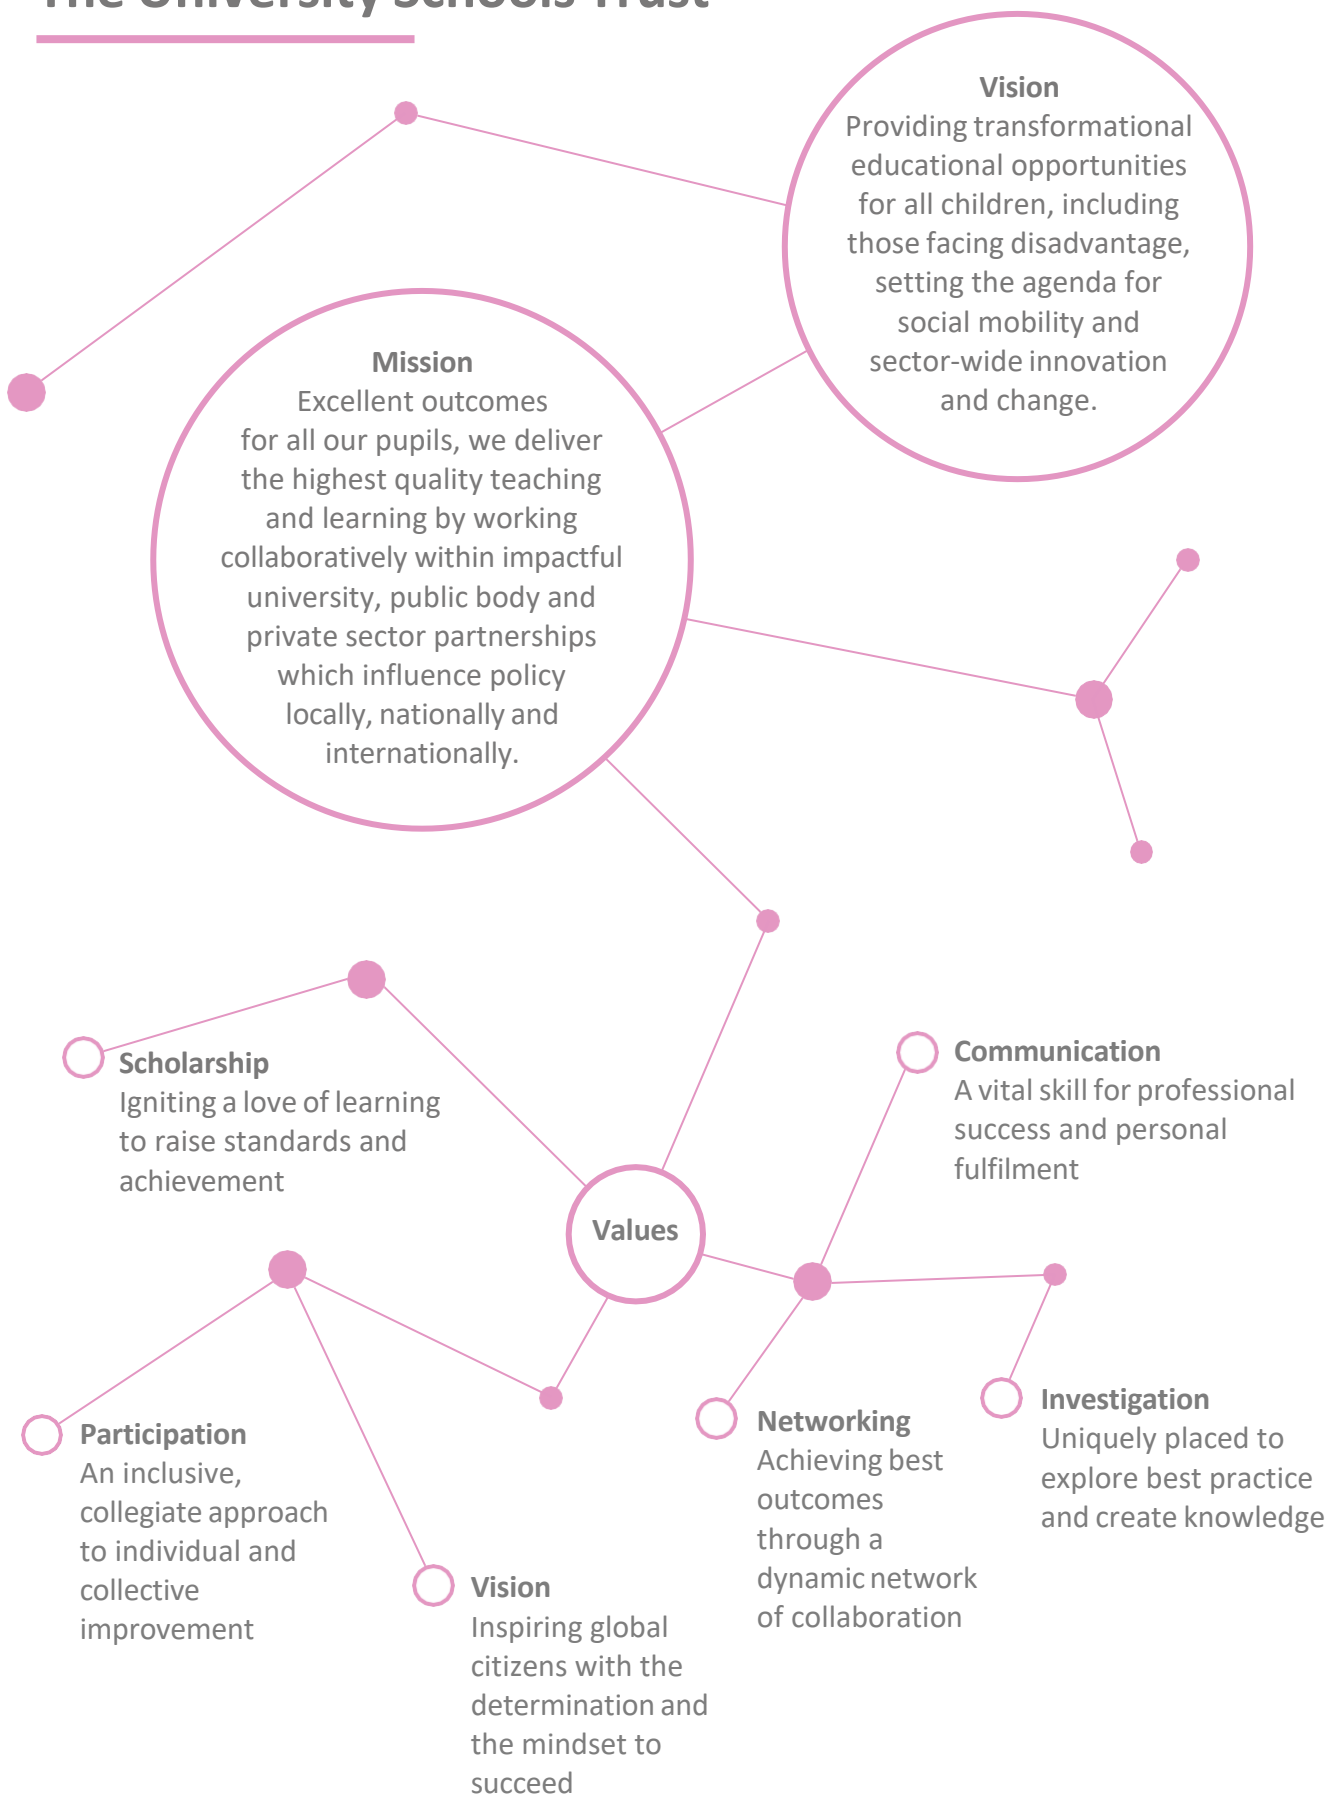 The University Schools Trust
Vision
Providing transformational
educational opportunities
for all children, including
those facing disadvantage,
setting the agenda for
social mobility and
sector-wide innovation
and change.
Mission
Excellent outcomes
for all our pupils, we deliver
the highest quality teaching
and learning by working
collaboratively within impactful
university, public body and
private sector partnerships
which influence policy
locally, nationally and
internationally.
Scholarship
Igniting a love of learning
to raise standards and
achievement
Communication
A vital skill for professional
success and personal
fulfilment
Values
Participation
An inclusive,
collegiate approach
to individual and
collective
improvement
Vision
Inspiring global
citizens with the
determination and
the mindset to
succeed
Networking
Achieving best
outcomes
through a
dynamic network
of collaboration
Investigation
Uniquely placed to
explore best practice
and create knowledge